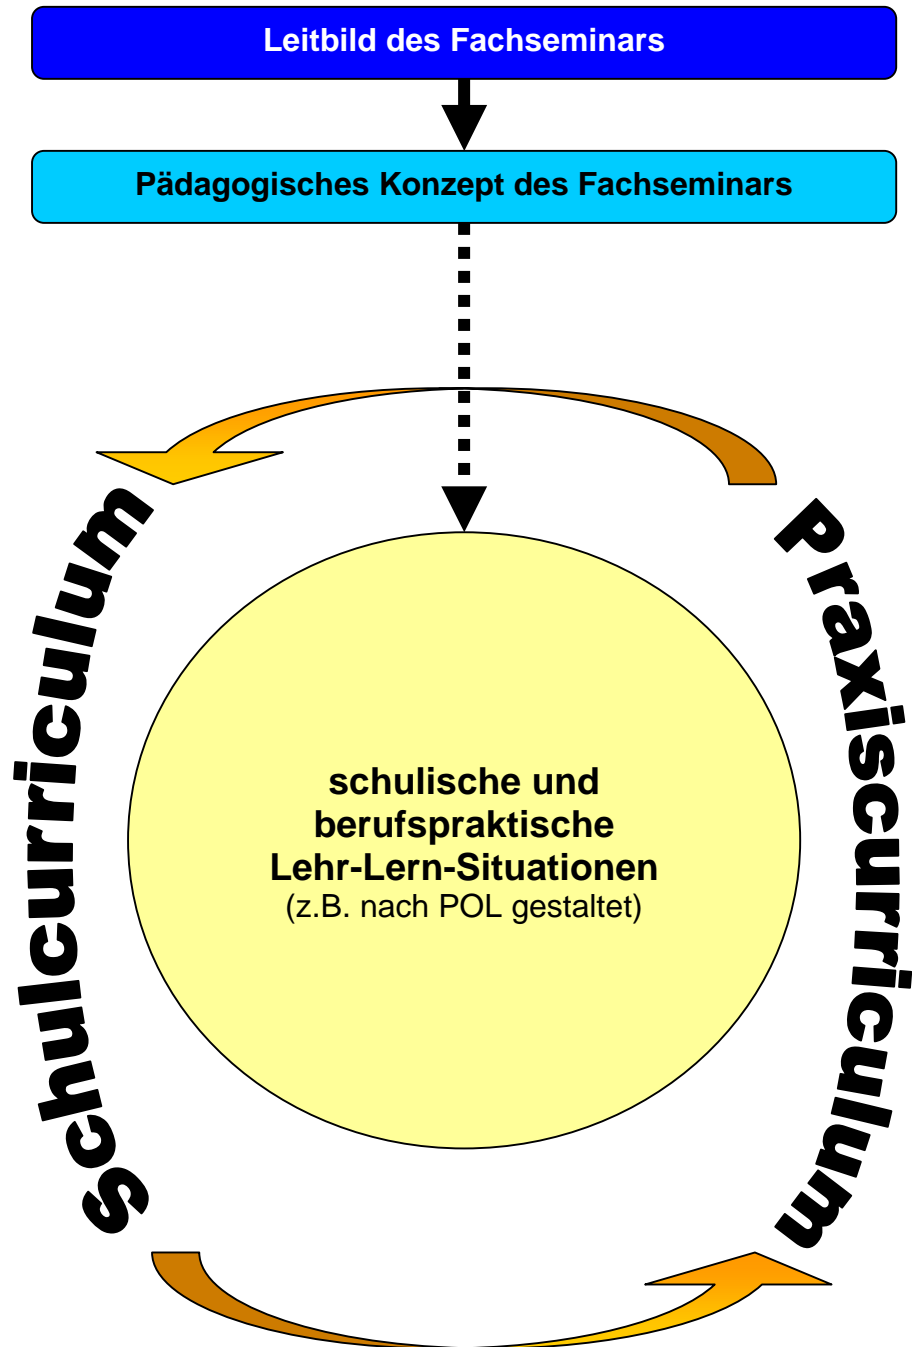 Leitbild des Fachseminars
Pädagogisches Konzept des Fachseminars
schulcurriculum
Praxiscurriculum
schulische und
berufspraktische
Lehr-Lern-Situationen
(z.B. nach POL gestaltet)